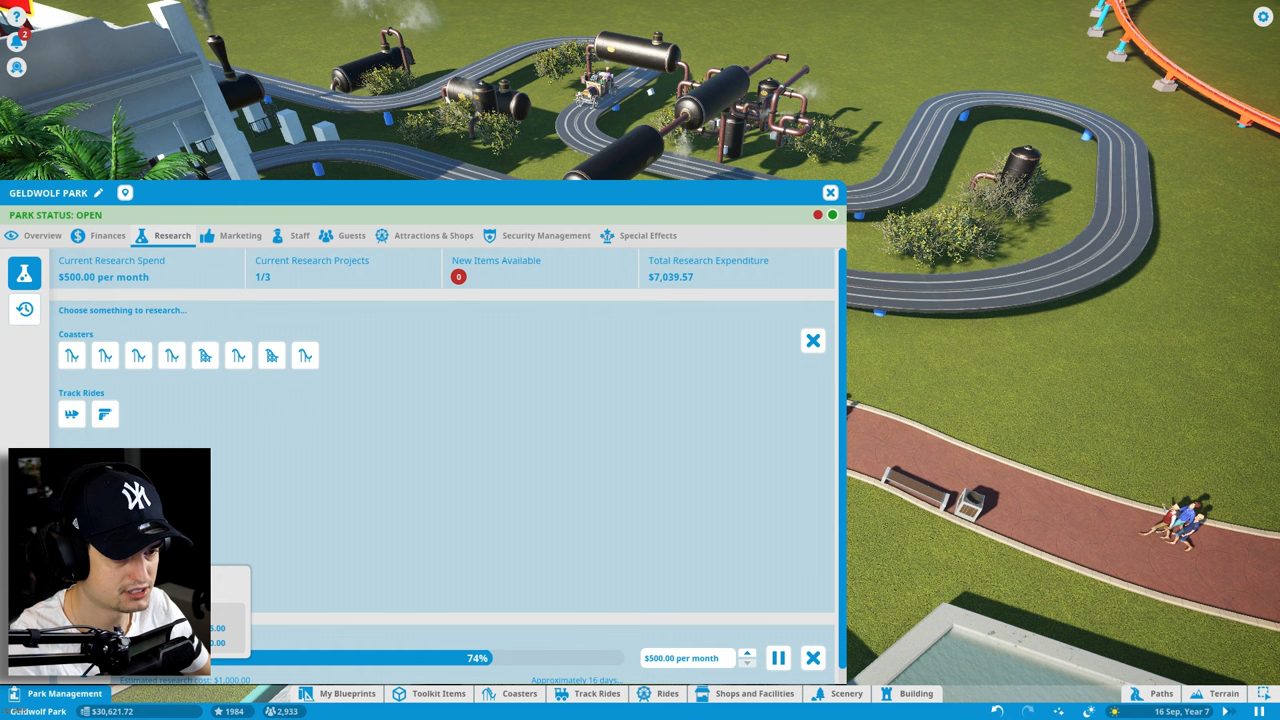 ?
2
GELDWOLF PARK
PARK STATUS: OPEN
Overview Finances Research Marketing Staff Guests Attractions & Shops Security Management Special Effects
Current Research Spend Current Research Projects New Items Available Total Research Expenditure
$500.00 per month 1/3 0 $7,039.57
Choose something to research...
Coasters
Track Rides
NY
74% $500.00 per month
Estimated research cost: $1,000.00 Approximately 16 days...
Park Management My Blueprints Toolkit Items Coasters Track Rides Rides Shops and Facilities Scenery Building Paths Terrain
Geldwolf Park $30,621.72 1984 2,933 16 Sep, Year 7